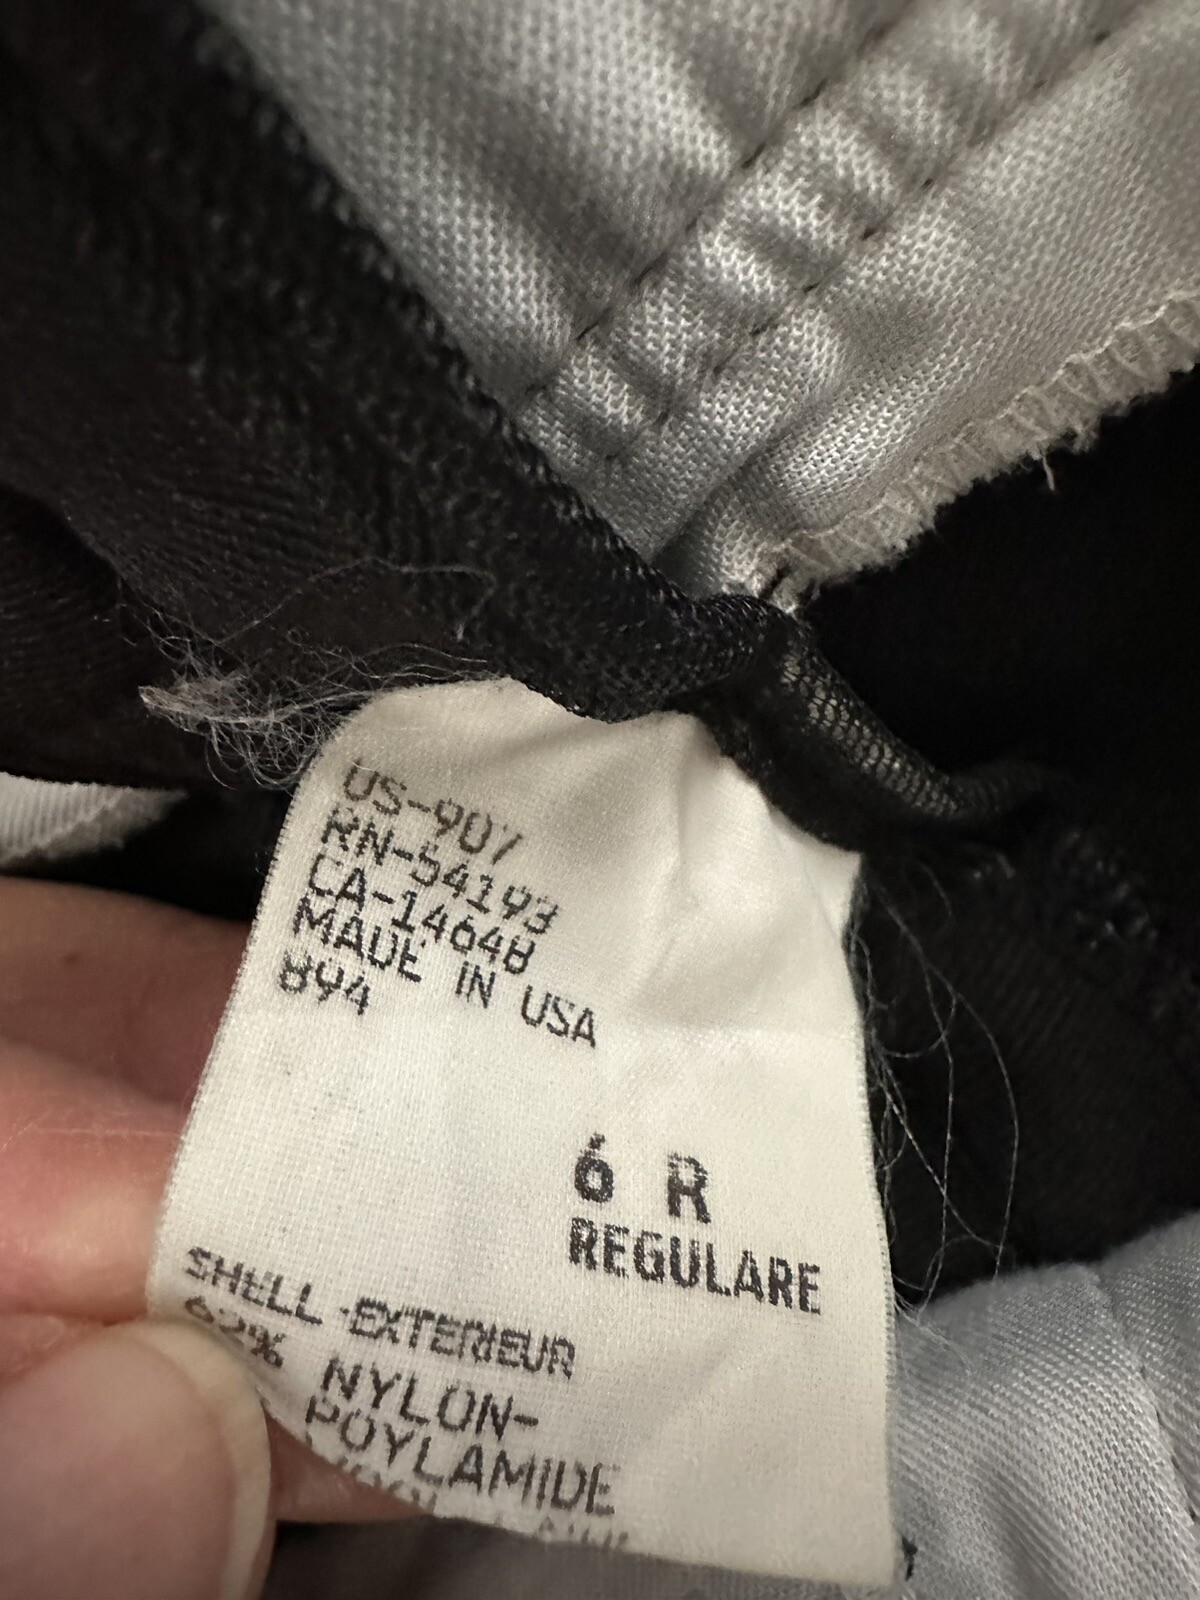 US-907
RN-54193
CA-14648
MADE IN USA
894
6 R
REGULARE
SHELL-EXTERIEUR
62% NYLON-
POYLAMIDE